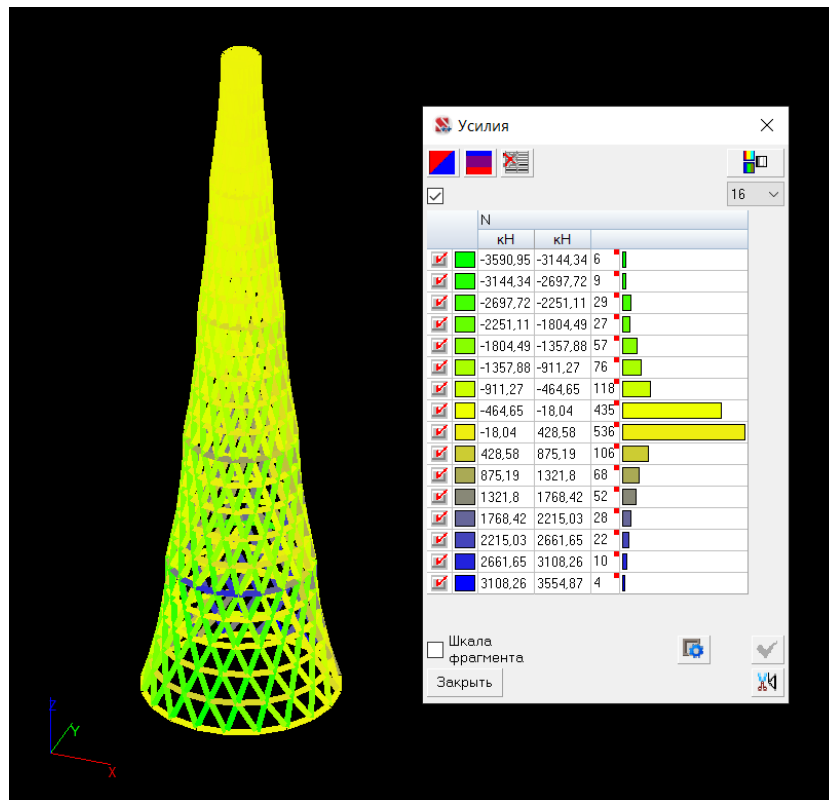 Усилия
16
N
кН кН
-3590,95 -3144,34 6
-3144,34 -2697,72 9
-2697,72 -2251,11 29
-2251,11 -1804,49 27
-1804,49 -1357,88 57
-1357,88 -911,27 76
-911,27 -464,65 118
-464,65 -18,04 435
-18,04 428,58 536
428,58 875,19 106
875,19 1321,8 68
1321,8 1768,42 52
1768,42 2215,03 28
2215,03 2661,65 22
2661,65 3108,26 10
3108,26 3554,87 4
Шкала
фрагмента
Закрыть
Z
Y
X